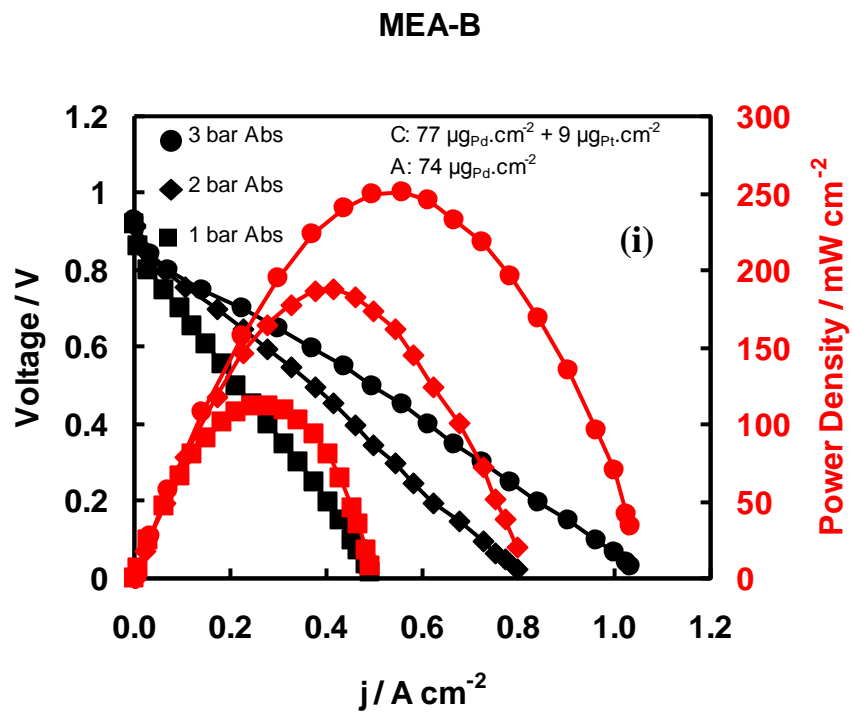 MEA-B
1.2
1
0.8
0.6
0.4
0.2
0
Voltage / V
3 bar Abs
2 bar Abs
1 bar Abs
C: 77 µgPd.cm-2 + 9 µgPt.cm-2
A: 74 µgPd.cm-2
(i)
300
250
200
150
100
50
0
Power Density / mW cm-2
0.0 0.2 0.4 0.6 0.8 1.0 1.2
j / A cm-2